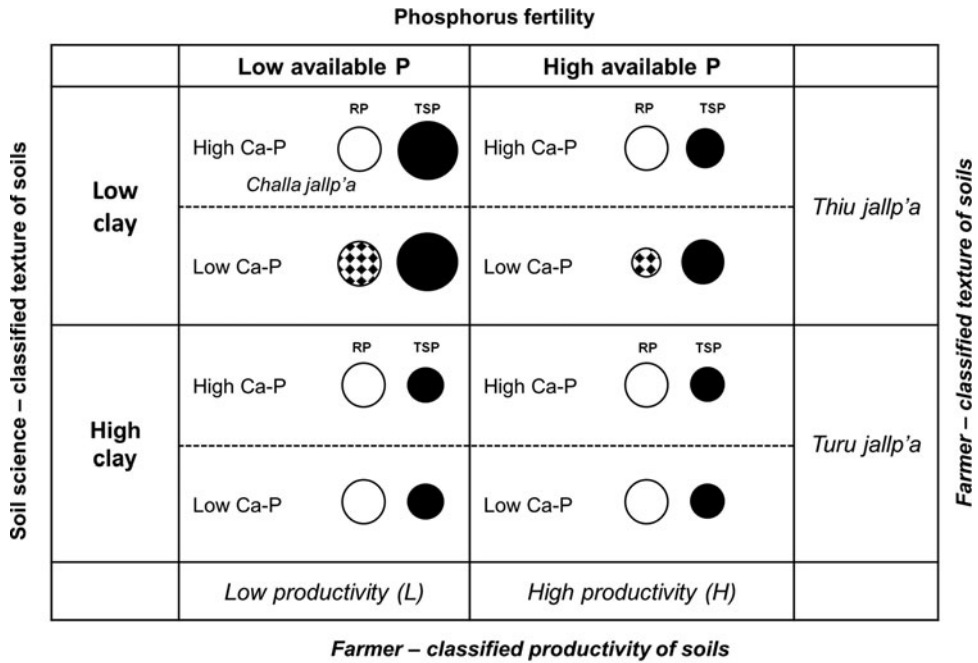 Phosphorus fertility
Low available P
High available P
Soil science – classified texture of soils
Low
clay
RP TSP
High Ca-P
Challa jallp'a
Low Ca-P
RP TSP
High Ca-P
Low Ca-P
Thiu jallp'a
High
clay
RP TSP
High Ca-P
Low Ca-P
RP TSP
High Ca-P
Low Ca-P
Turu jallp'a
Farmer – classified texture of soils
Low productivity (L)
High productivity (H)
Farmer – classified productivity of soils